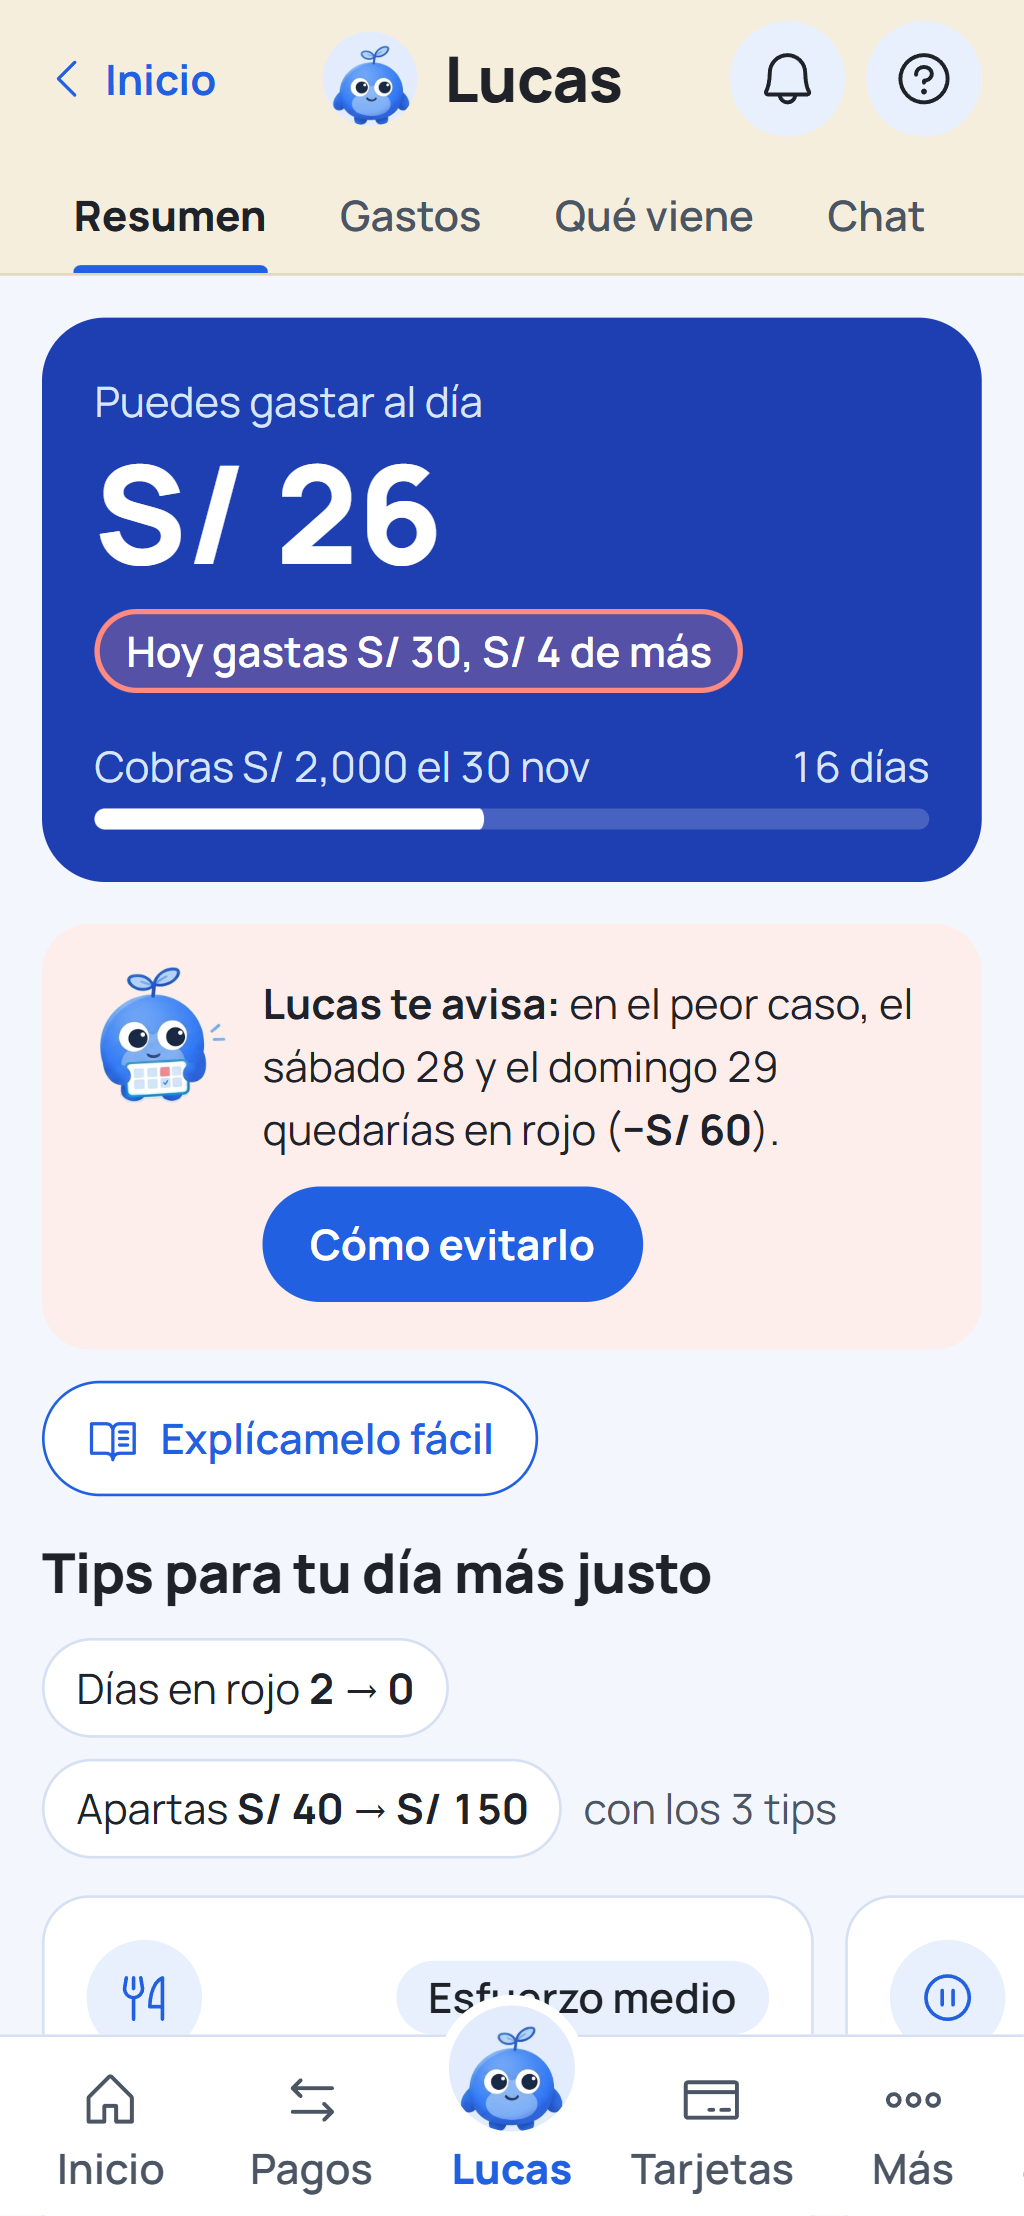 Inicio
Lucas
Resumen
Gastos
Qué viene
Chat
Puedes gastar al día
S/ 26
Hoy gastas S/ 30, S/ 4 de más
Cobras S/ 2,000 el 30 nov
16 días
Lucas te avisa: en el peor caso, el
sábado 28 y el domingo 29
quedarías en rojo (−S/ 60).
Cómo evitarlo
Explícamelo fácil
Tips para tu día más justo
Días en rojo 2 → 0
Apartas S/ 40 → S/ 150 con los 3 tips
Esfuerzo medio
Inicio
Pagos
Lucas
Tarjetas
Más